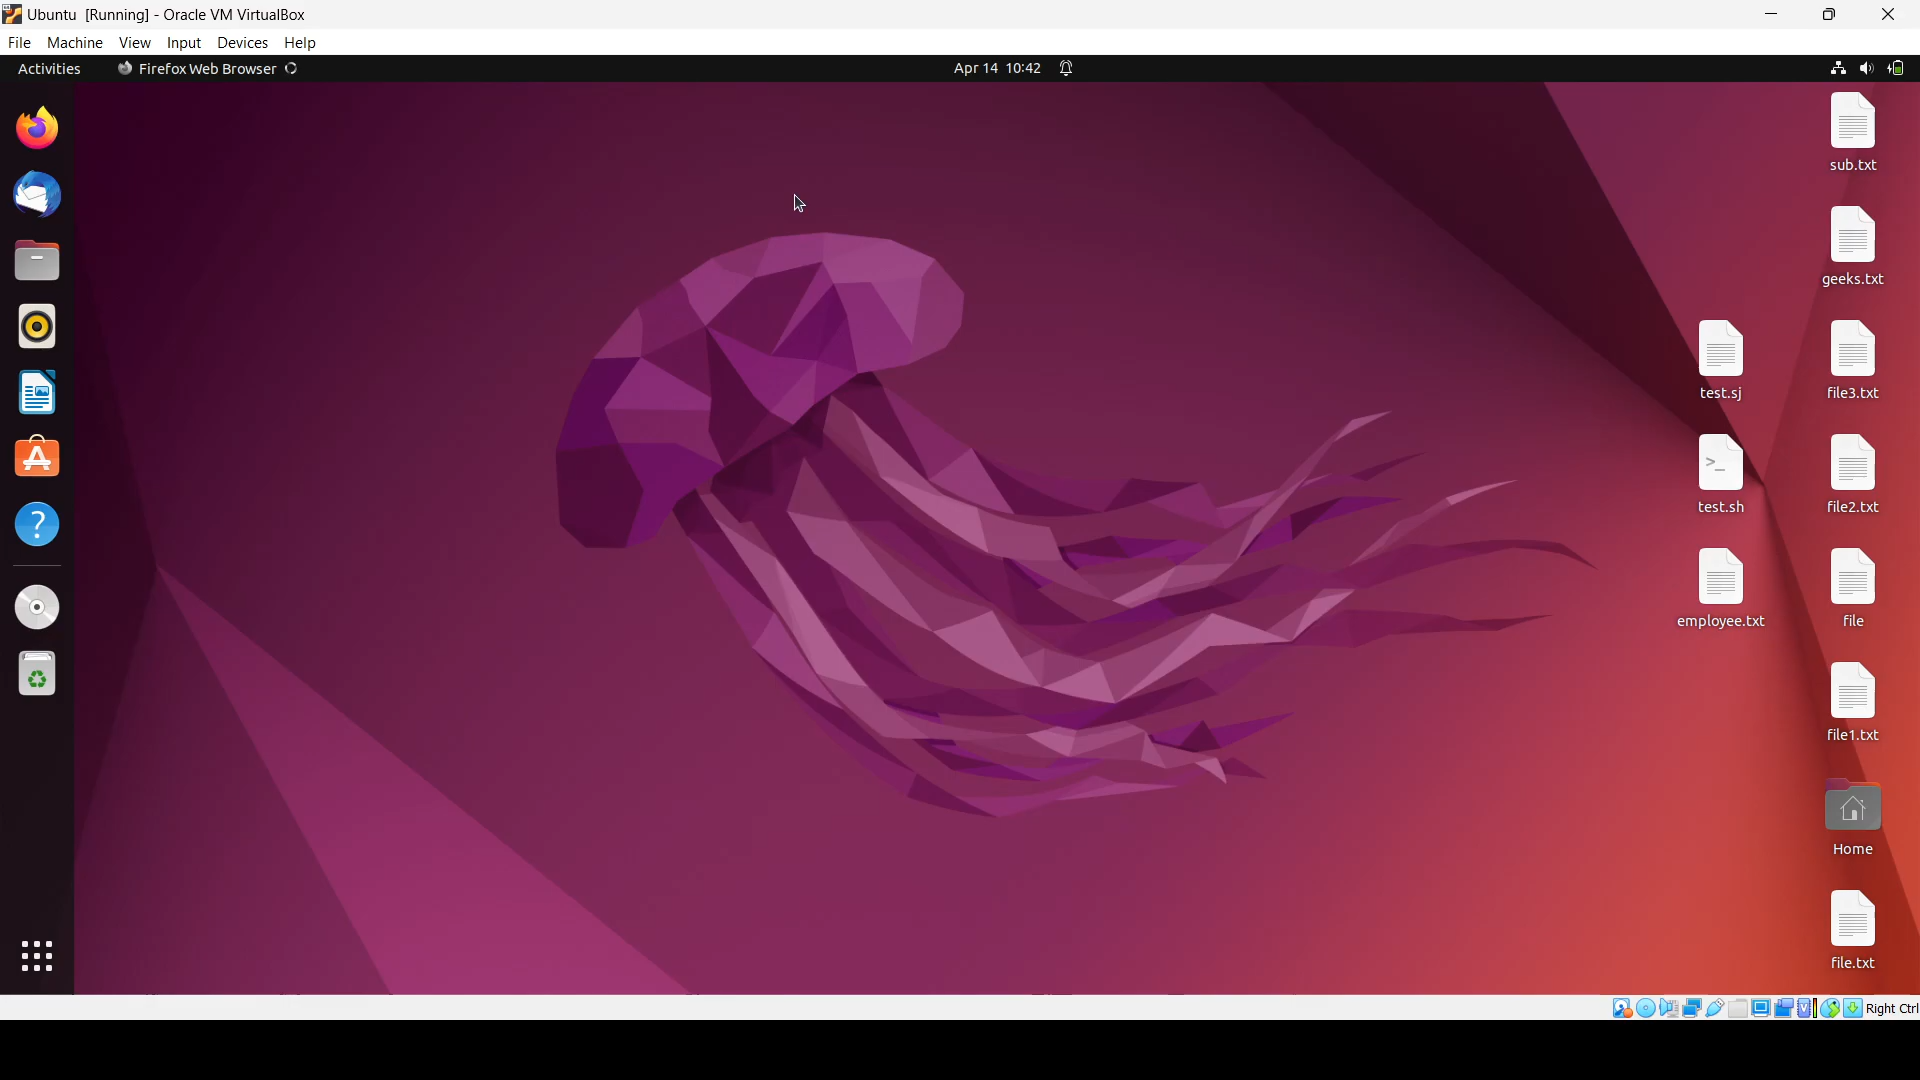 Ubuntu [Running] - Oracle VM VirtualBox
File Machine View Input Devices Help
Activities Firefox Web Browser Apr 14 10:42
sub.txt
geeks.txt
test.sj file3.txt
>_
test.sh file2.txt
employee.txt file
file1.txt
Home
file.txt
Right Ctrl